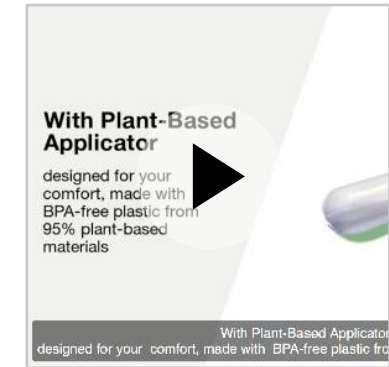 With Plant-Based
Applicator
designed for your
comfort, made with
BPA-free plastic from
95% plant-based
materials
With Plant-Based Applicator
designed for your comfort, made with BPA-free plastic fro